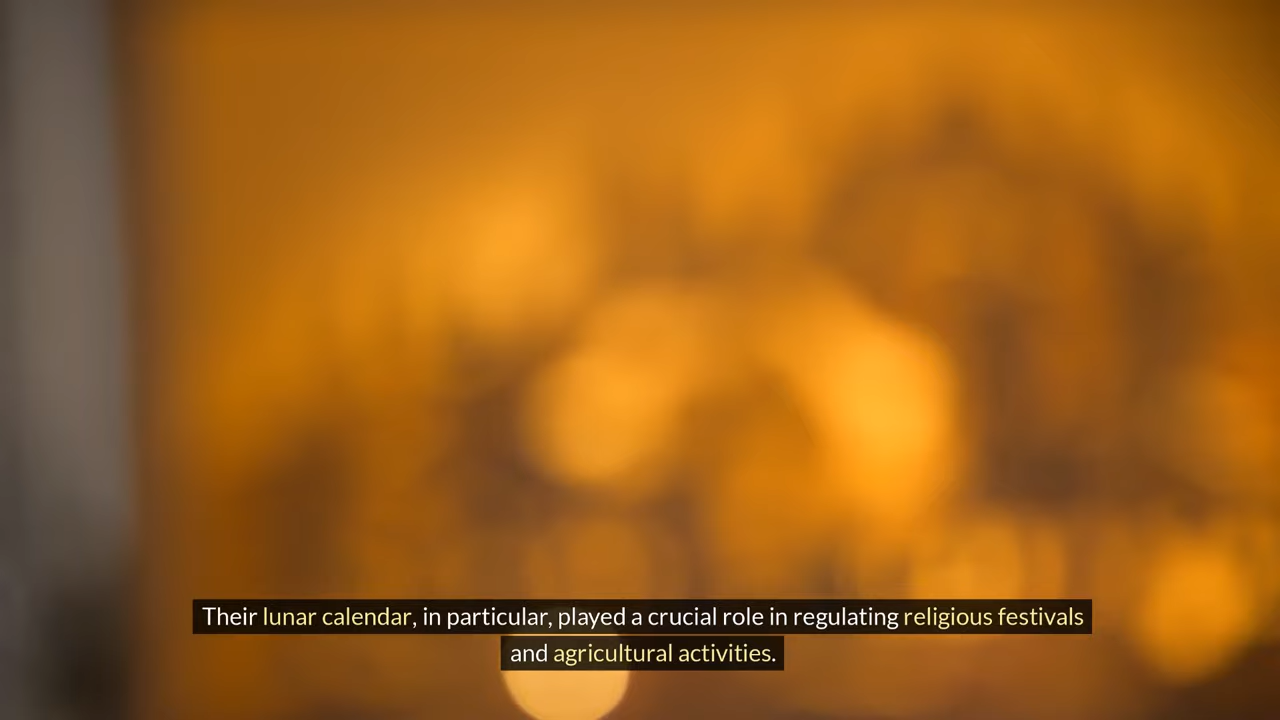 Their lunar calendar, in particular, played a crucial role in regulating religious festivals
and agricultural activities.